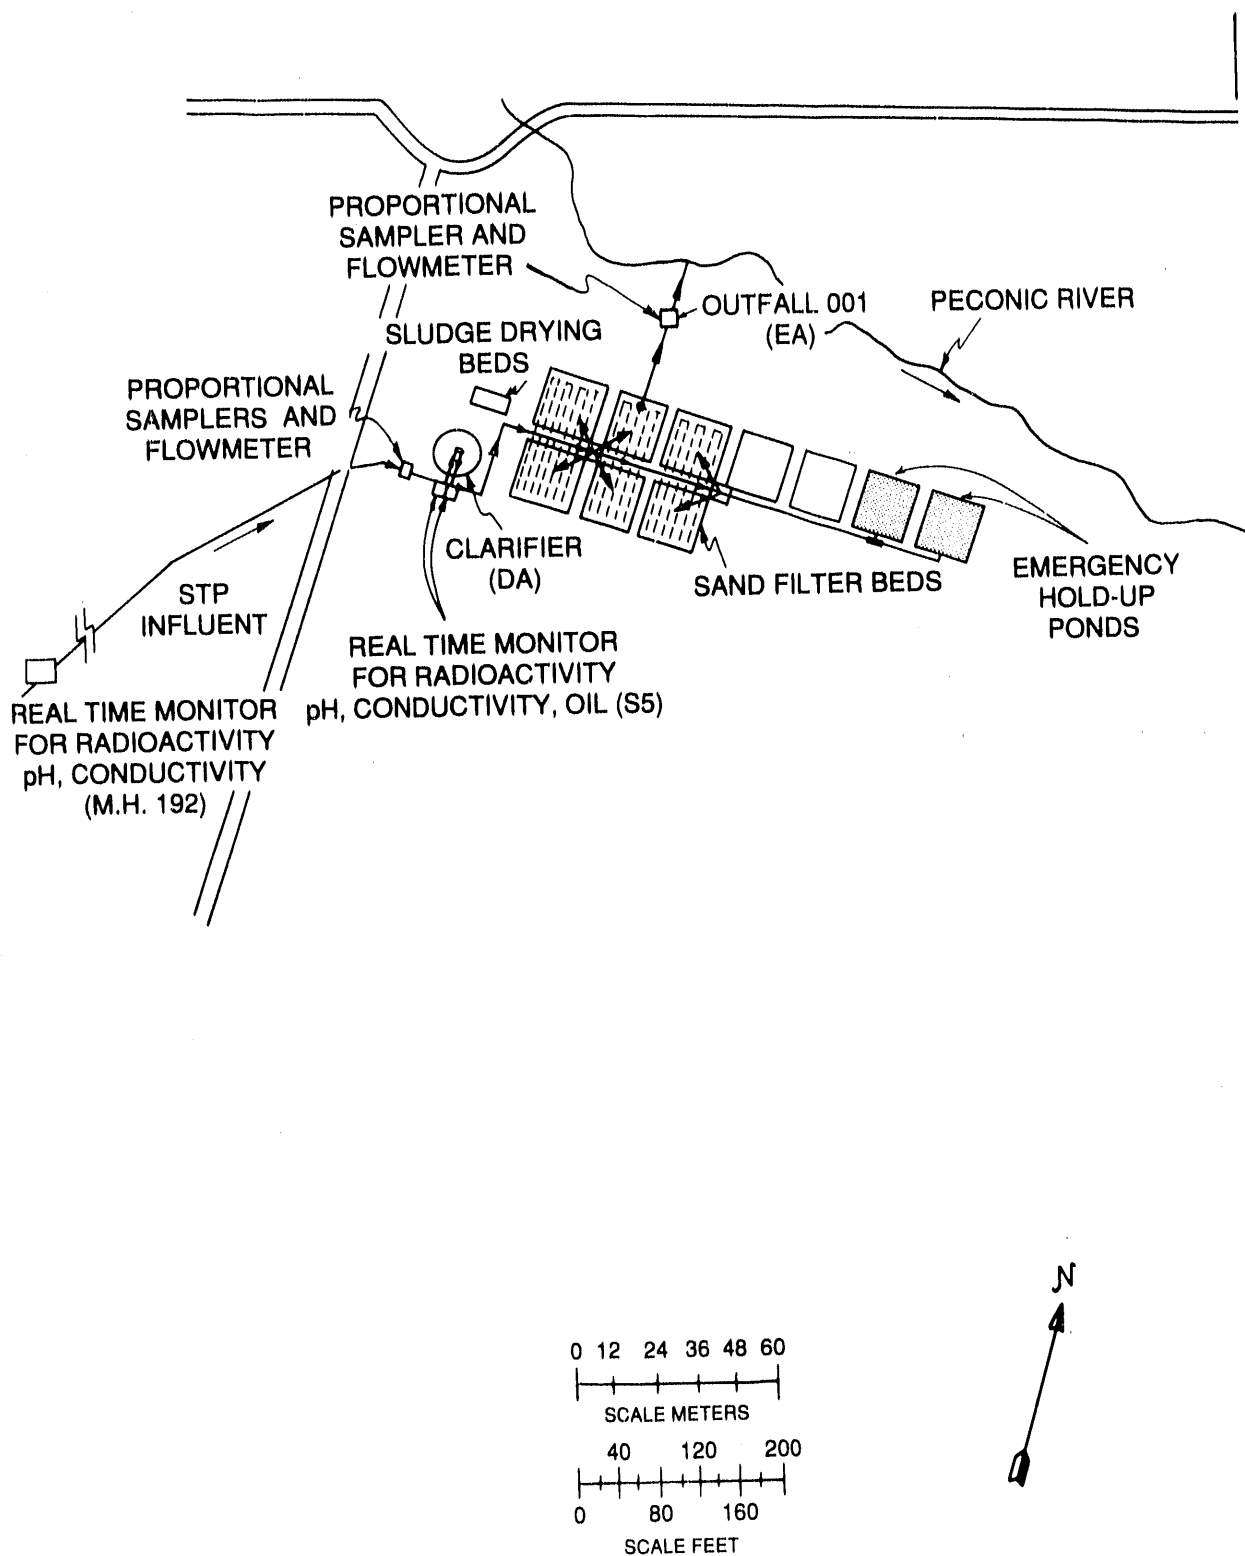 PROPORTIONAL
SAMPLER AND
FLOWMETER
OUTFALL 001
(EA)
PECONIC RIVER
SLUDGE DRYING
BEDS
PROPORTIONAL
SAMPLERS AND
FLOWMETER
CLARIFIER
(DA)
SAND FILTER BEDS
EMERGENCY
HOLD-UP
PONDS
STP
INFLUENT
REAL TIME MONITOR
FOR RADIOACTIVITY
pH, CONDUCTIVITY, OIL (S5)
REAL TIME MONITOR
FOR RADIOACTIVITY
pH, CONDUCTIVITY
(M.H. 192)
N
0 12 24 36 48 60
SCALE METERS
40 120 200
0 80 160
SCALE FEET